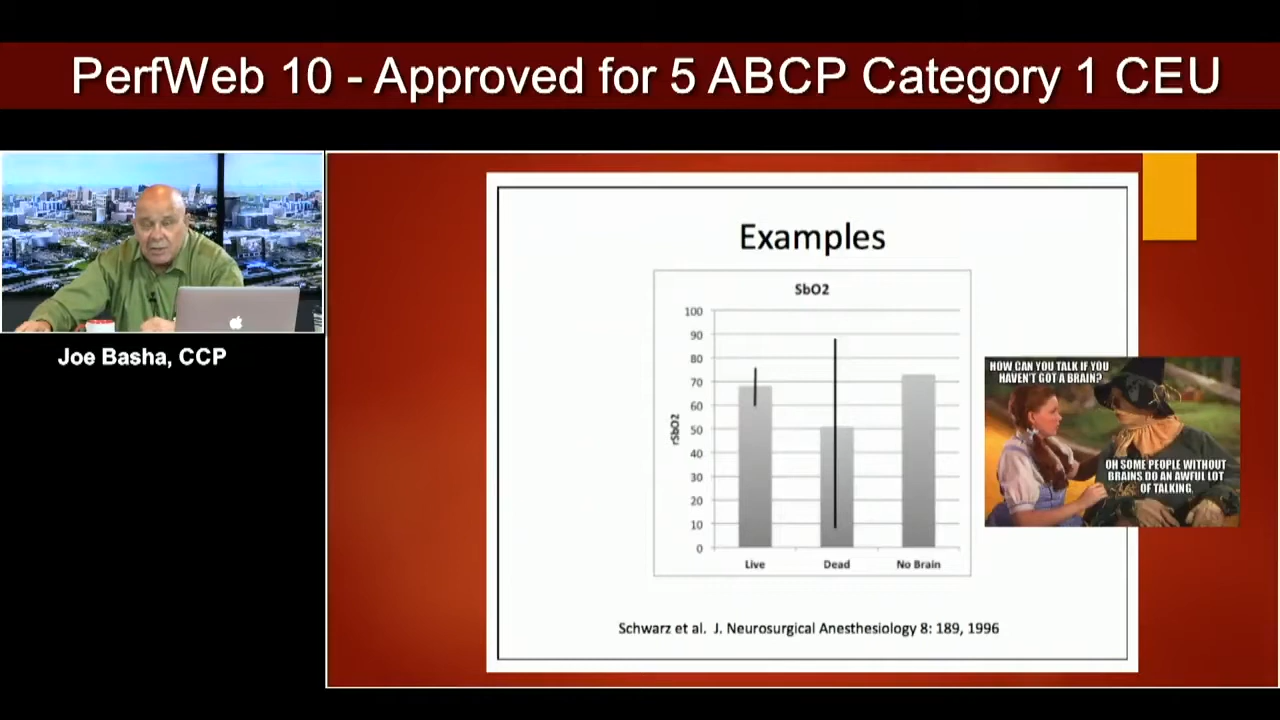 PerfWeb 10 - Approved for 5 ABCP Category 1 CEU
Joe Basha, CCP
Examples
SbO2
rSbO2
100
90
80
70
60
50
40
30
20
10
0
Live
Dead
No Brain
Schwarz et al. J. Neurosurgical Anesthesiology 8: 189, 1996
HOW CAN YOU TALK IF YOU
HAVEN'T GOT A BRAIN?
OH SOME PEOPLE WITHOUT
BRAINS DO AN AWFUL LOT
OF TALKING.